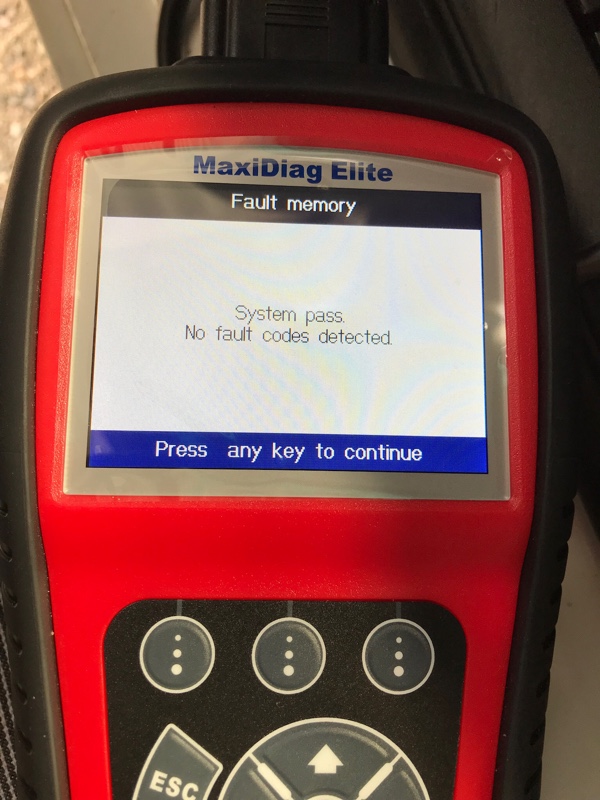 MaxiDiag Elite
Fault memory
System pass.
No fault codes detected.
Press any key to continue
ESC